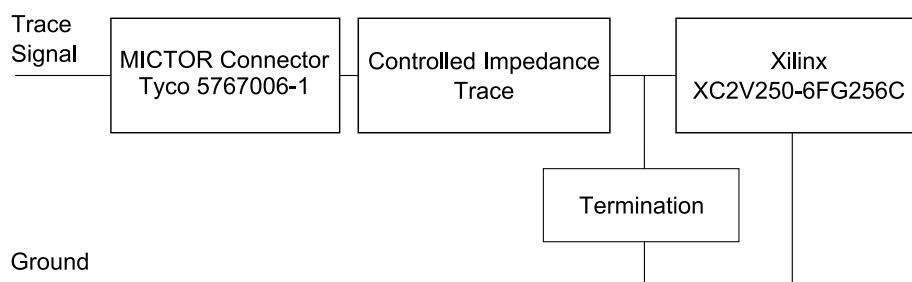 Trace
Signal
MICTOR Connector
Tyco 5767006-1
Controlled Impedance
Trace
Xilinx
XC2V250-6FG256C
Termination
Ground